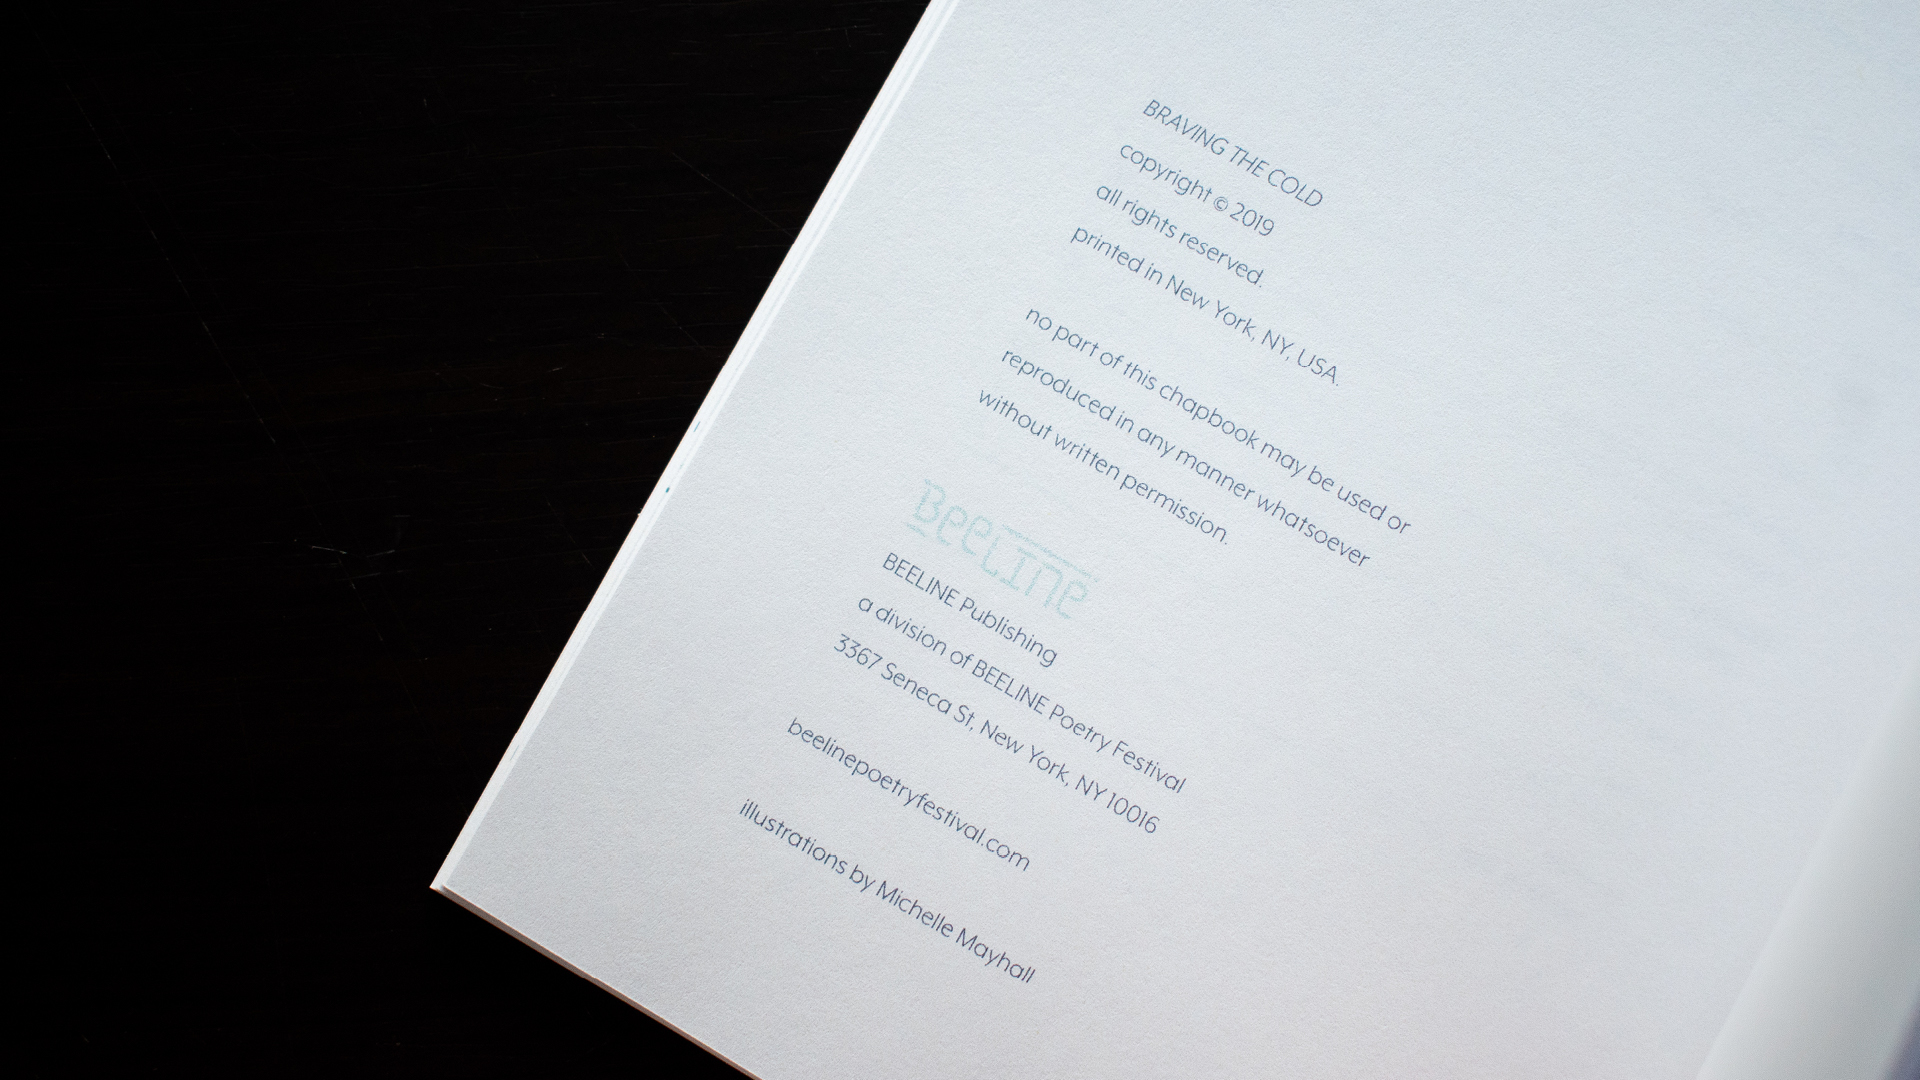 BRAVING THE COLD
copyright © 2019
all rights reserved.
printed in New York, NY, USA.
no part of this chapbook may be used or
reproduced in any manner whatsoever
without written permission.
BeeLine
BEELINE Publishing
a division of BEELINE Poetry Festival
3367 Seneca St, New York, NY 10016
beelinepoetryfestival.com
illustrations by Michelle Mayhall